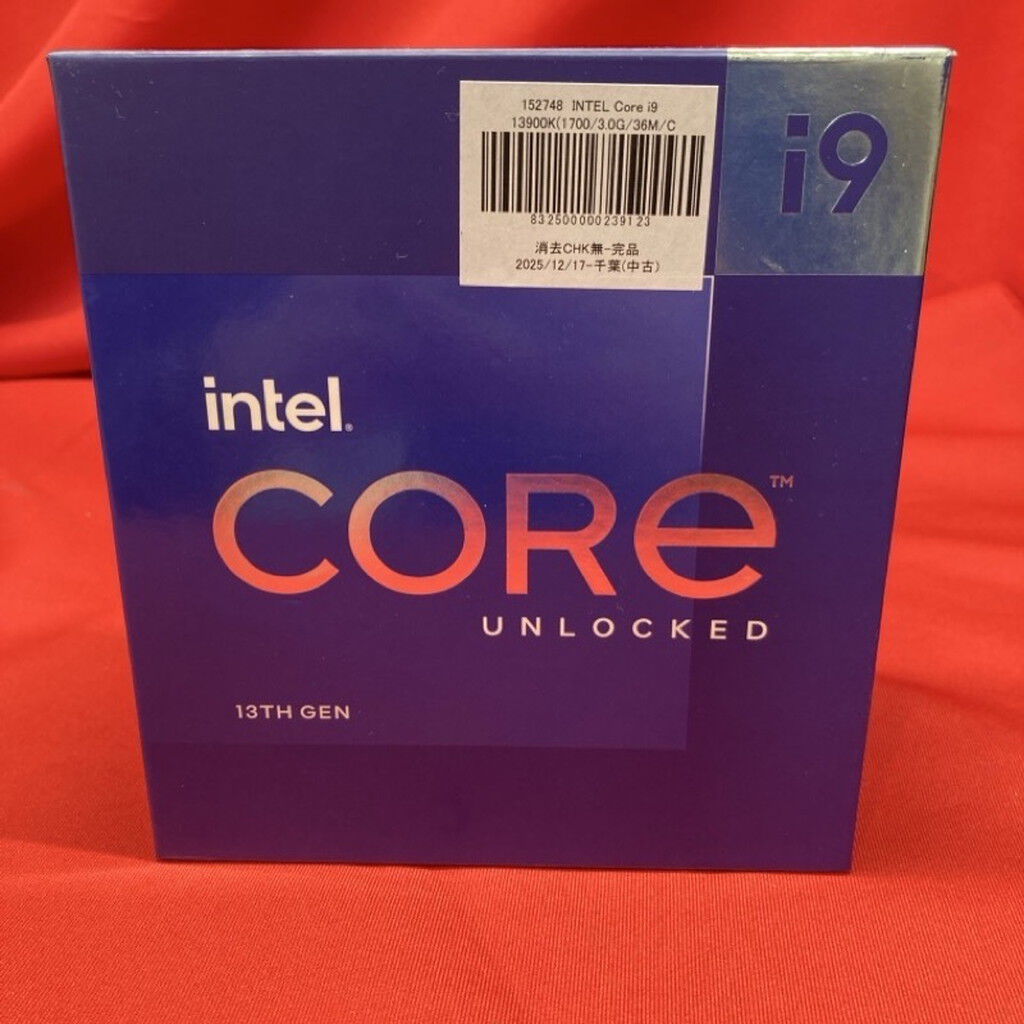 152748 INTEL Core i9
13900K(1700/3.0G/36M/C
832500000239123
消去CHK無-完品
2025/12/17-千葉(中古)
i9
intel.
CORe™
UNLOCKED
13TH GEN